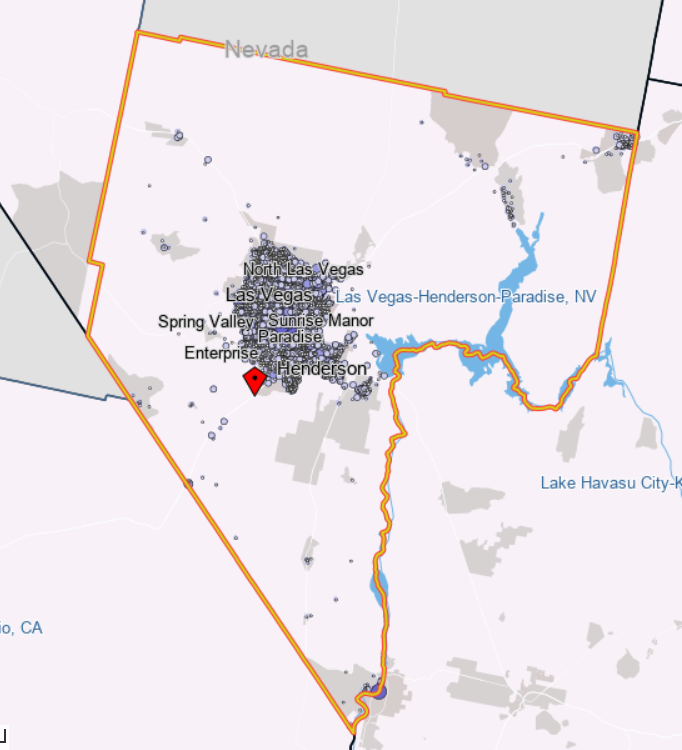 Nevada
North Las Vegas
Las Vegas
Las Vegas-Henderson-Paradise, NV
Spring Valley
Sunrise Manor
Paradise
Enterprise
Henderson
Lake Havasu City-K
io, CA